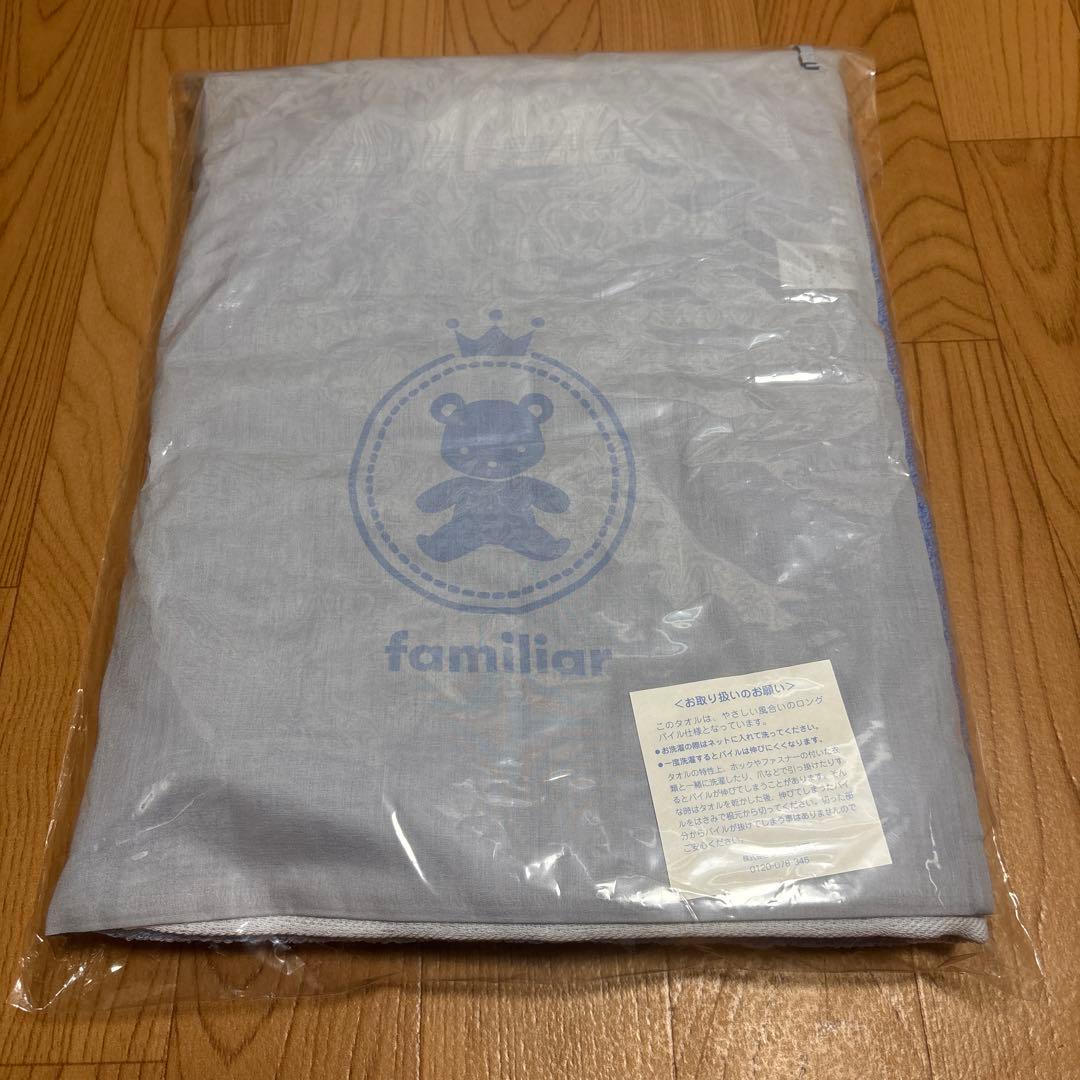 familiar
<お取り扱いのお願い>
このタオルは、やさしい風合いのロング
パイル仕様となっています。
●お洗濯の際はネットに入れて洗ってください。
●一度洗濯するとパイルは伸びにくくなります。
タオルの特性上、ホックやファスナーの付いた衣
類と一緒に洗濯したり、爪などで引っ掛けたりす
るとパイルが伸びてしまうことがあります。そん
な時はタオルを乾かした後、伸びてしまったパイ
ルをはさみで根元から切ってください。切った部
分からパイルが抜けてしまう事はありませんので
ご安心ください。
株式会社
0120-078-345